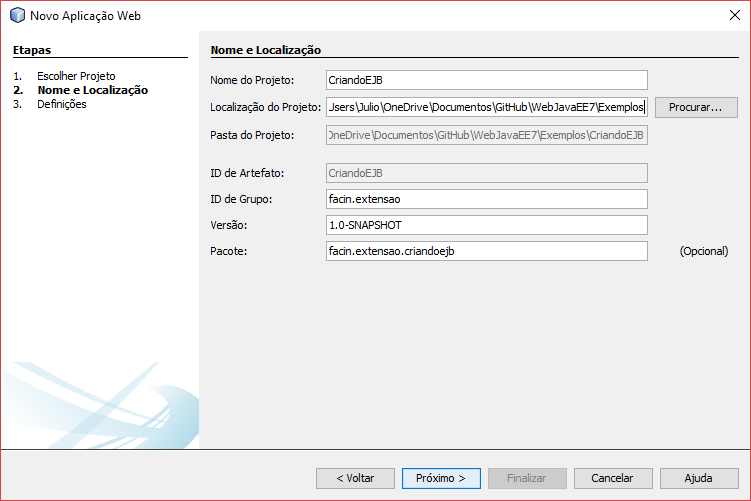 Novo Aplicação Web
Etapas
1. Escolher Projeto
2. Nome e Localização
3. Definições
Nome e Localização
Nome do Projeto: CriandoEJB
Localização do Projeto: Jsers\Julio\OneDrive\Documentos\GitHub\WebJavaEE7\Exemplos Procurar...
Pasta do Projeto: OneDrive\Documentos\GitHub\WebJavaEE7\Exemplos\CriandoEJB
ID de Artefato: CriandoEJB
ID de Grupo: facin.extensao
Versão: 1.0-SNAPSHOT
Pacote: facin.extensao.criandoejb (Opcional)
< Voltar Próximo > Finalizar Cancelar Ajuda